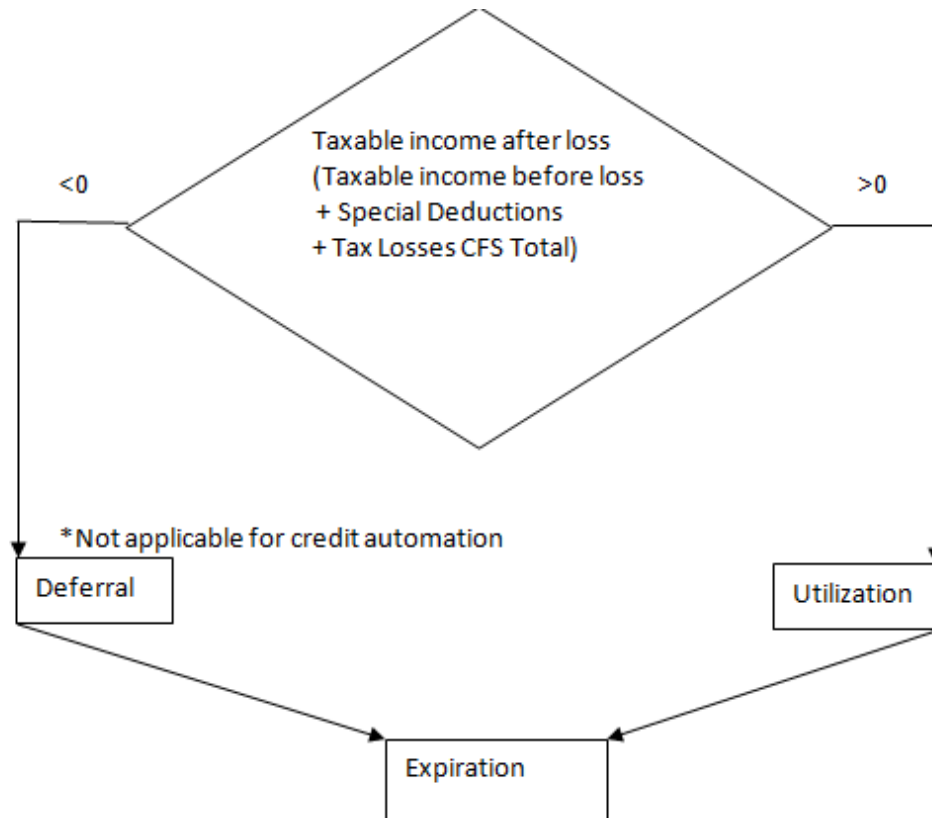 Taxable income after loss
(Taxable income before loss
+ Special Deductions
+ Tax Losses CFS Total)
<0
>0
*Not applicable for credit automation
Deferral
Utilization
Expiration